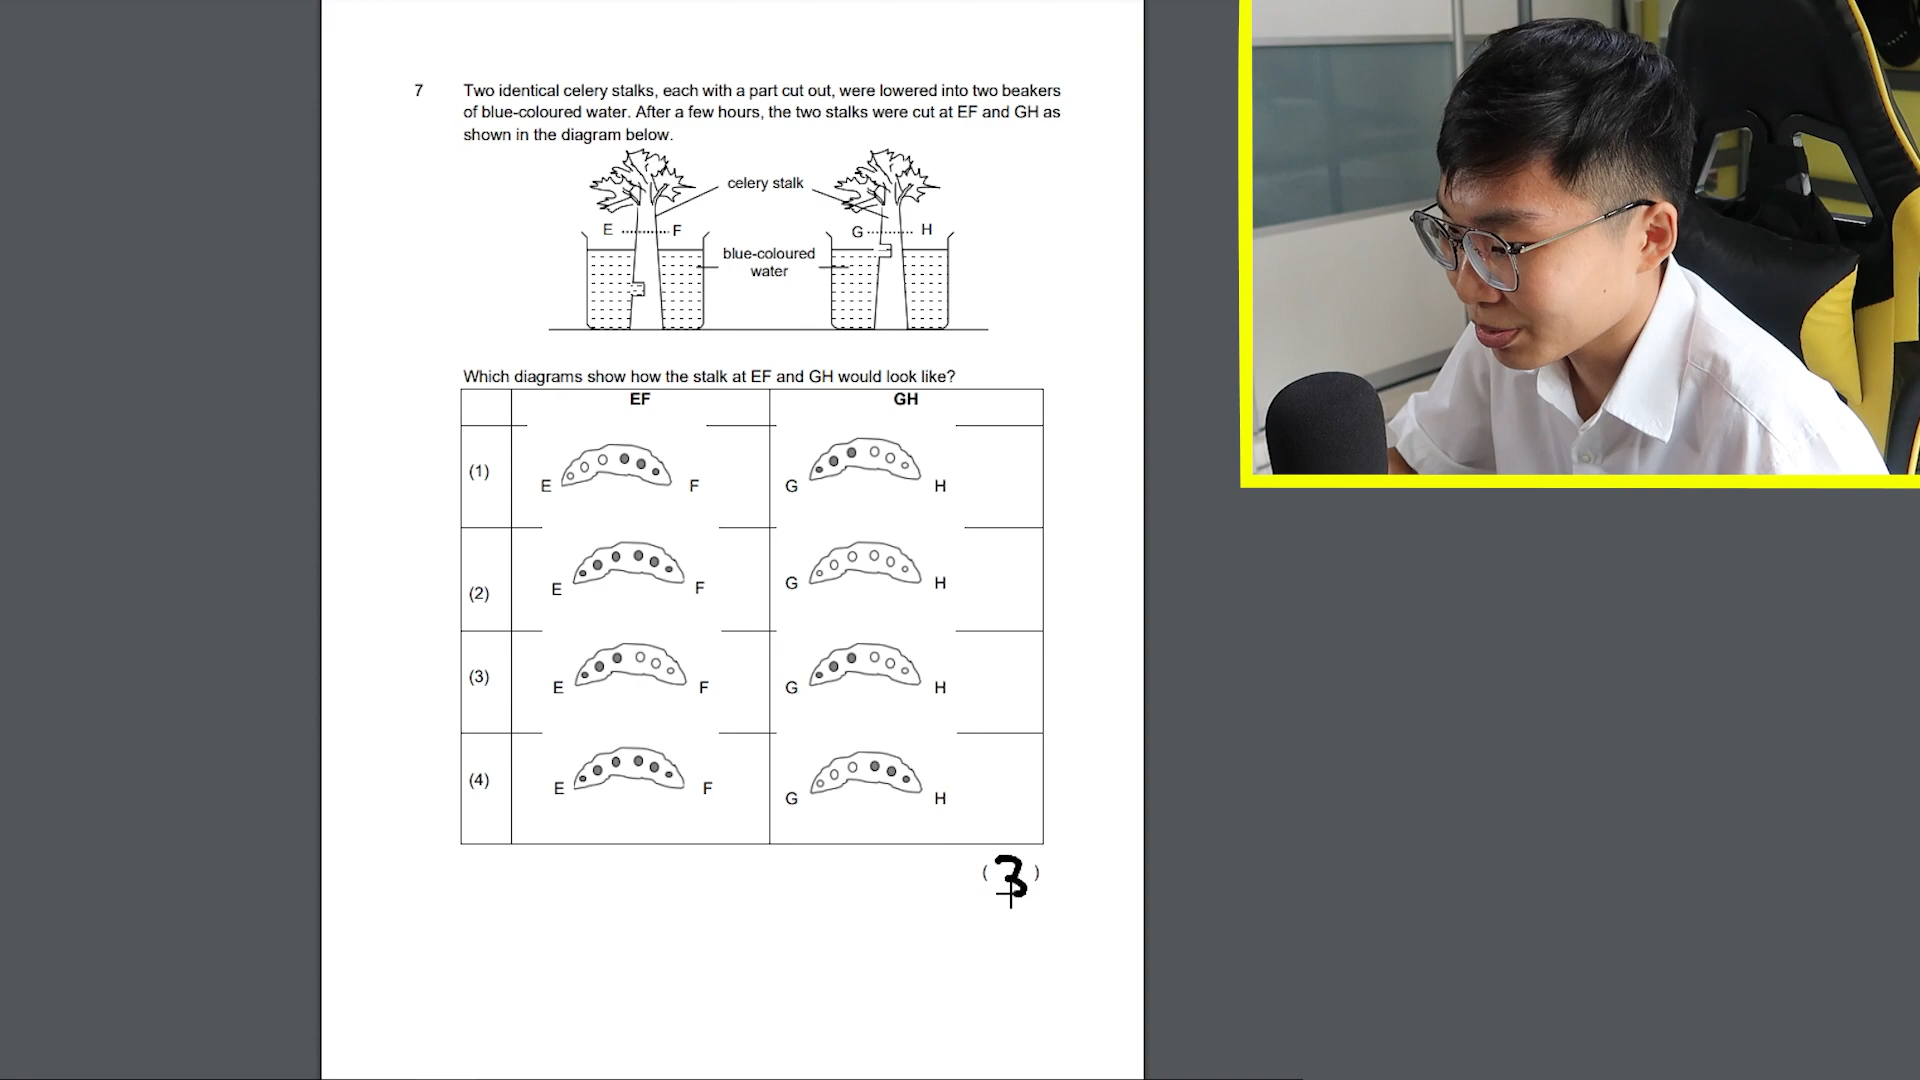 7 Two identical celery stalks, each with a part cut out, were lowered into two beakers
of blue-coloured water. After a few hours, the two stalks were cut at EF and GH as
shown in the diagram below.
celery stalk
E F G H
blue-coloured
water
Which diagrams show how the stalk at EF and GH would look like?
EF GH
(1) E F G H
(2) E F G H
(3) E F G H
(4) E F G H
(3)